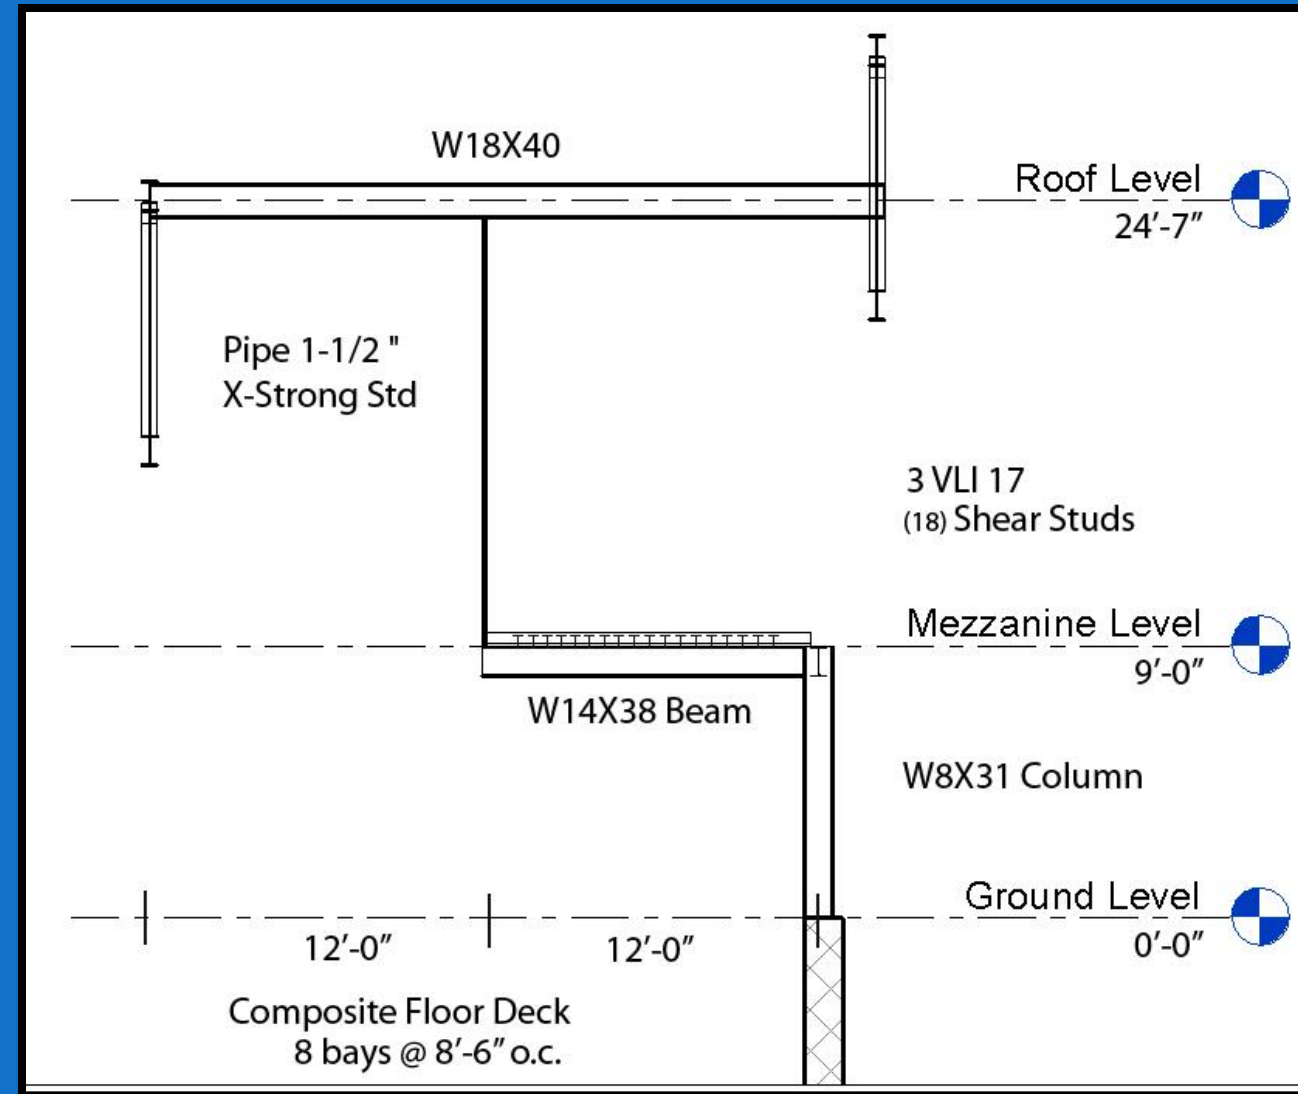 W18X40
Roof Level
24'-7"
Pipe 1-1/2 "
X-Strong Std
3 VLI 17
(18) Shear Studs
Mezzanine Level
9'-0"
W14X38 Beam
W8X31 Column
Ground Level
0'-0"
12'-0" 12'-0"
Composite Floor Deck
8 bays @ 8'-6" o.c.